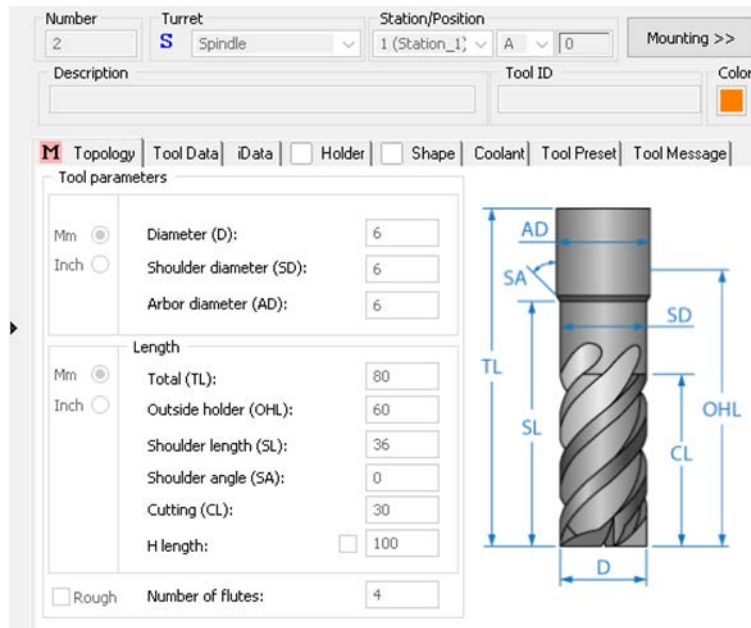 Number Turret Station/Position
2 S Spindle 1 (Station_1) A 0 Mounting >>
Description Tool ID Color
M Topology Tool Data iData Holder Shape Coolant Tool Preset Tool Message
Tool parameters
Mm Diameter (D): 6
Inch Shoulder diameter (SD): 6
Arbor diameter (AD): 6
Length
Mm Total (TL): 80
Inch Outside holder (OHL): 60
Shoulder length (SL): 36
Shoulder angle (SA): 0
Cutting (CL): 30
H length: 100
Rough Number of flutes: 4
AD
SA
SD
TL
OHL
SL
CL
D